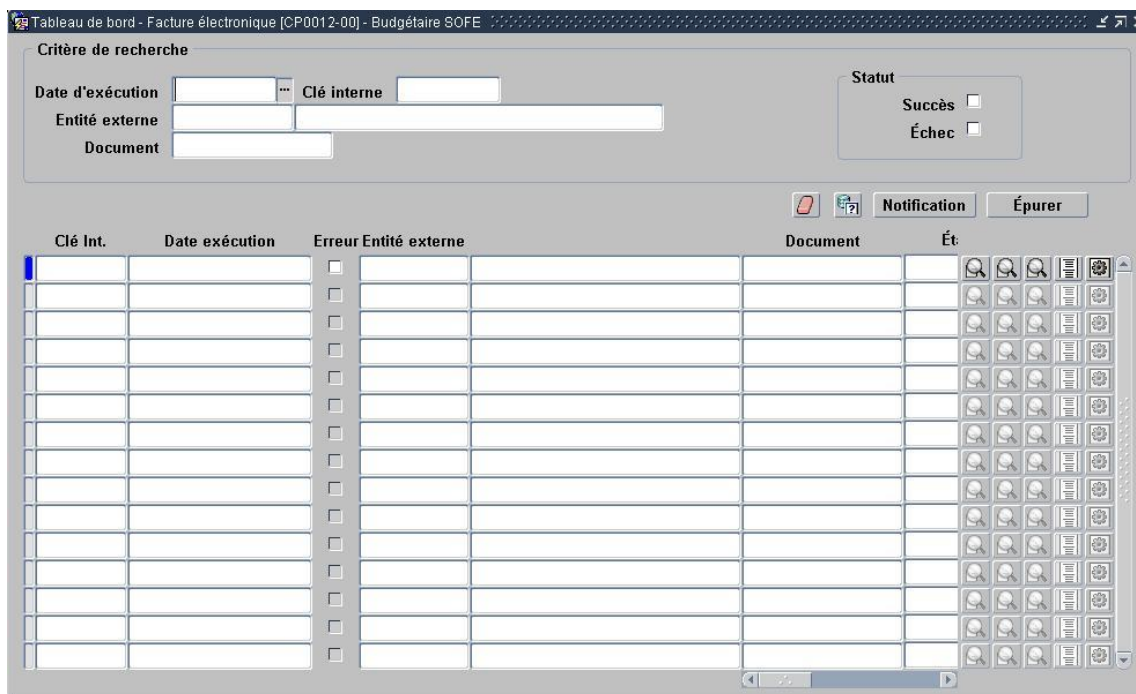 Tableau de bord - Facture électronique [CP0012-00] - Budgétaire SOFE
Critère de recherche
Date d'exécution ... Clé interne
Entité externe
Document
Statut
Succès
Échec
Notification Épurer
Clé Int. Date exécution Erreur Entité externe Document Ét